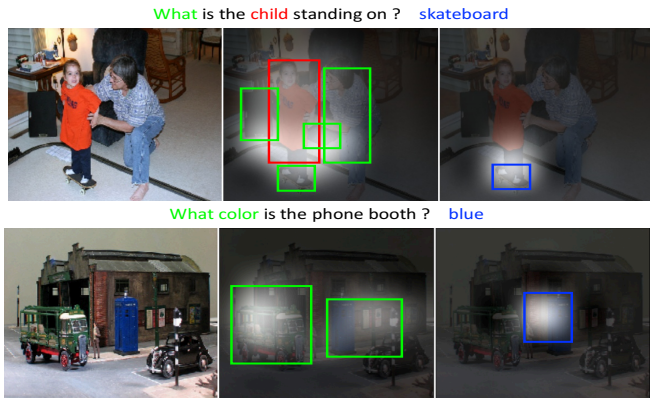 What is the child standing on ? skateboard
What color is the phone booth ? blue